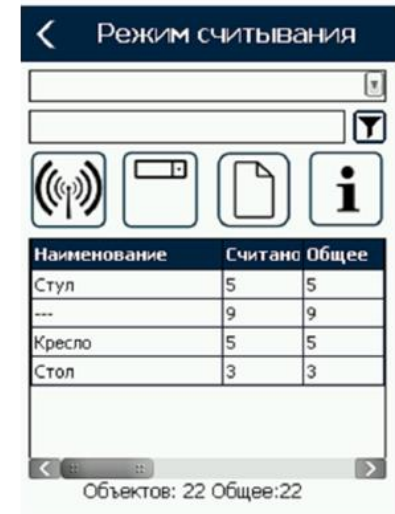 Режим считывания
Наименование Считано Общее
Стул 5 5
--- 9 9
Кресло 5 5
Стол 3 3
Объектов: 22 Общее:22